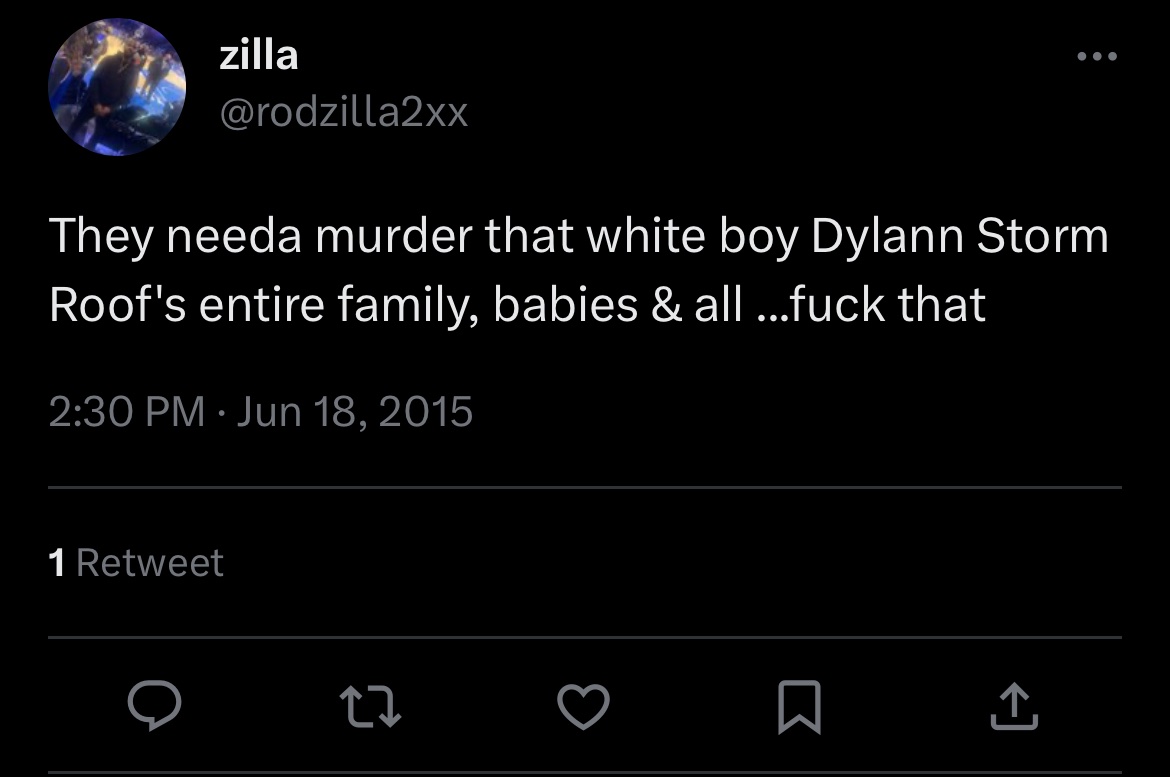 zilla
@rodzilla2xx
They needa murder that white boy Dylann Storm
Roof's entire family, babies & all ...fuck that
2:30 PM · Jun 18, 2015
1 Retweet